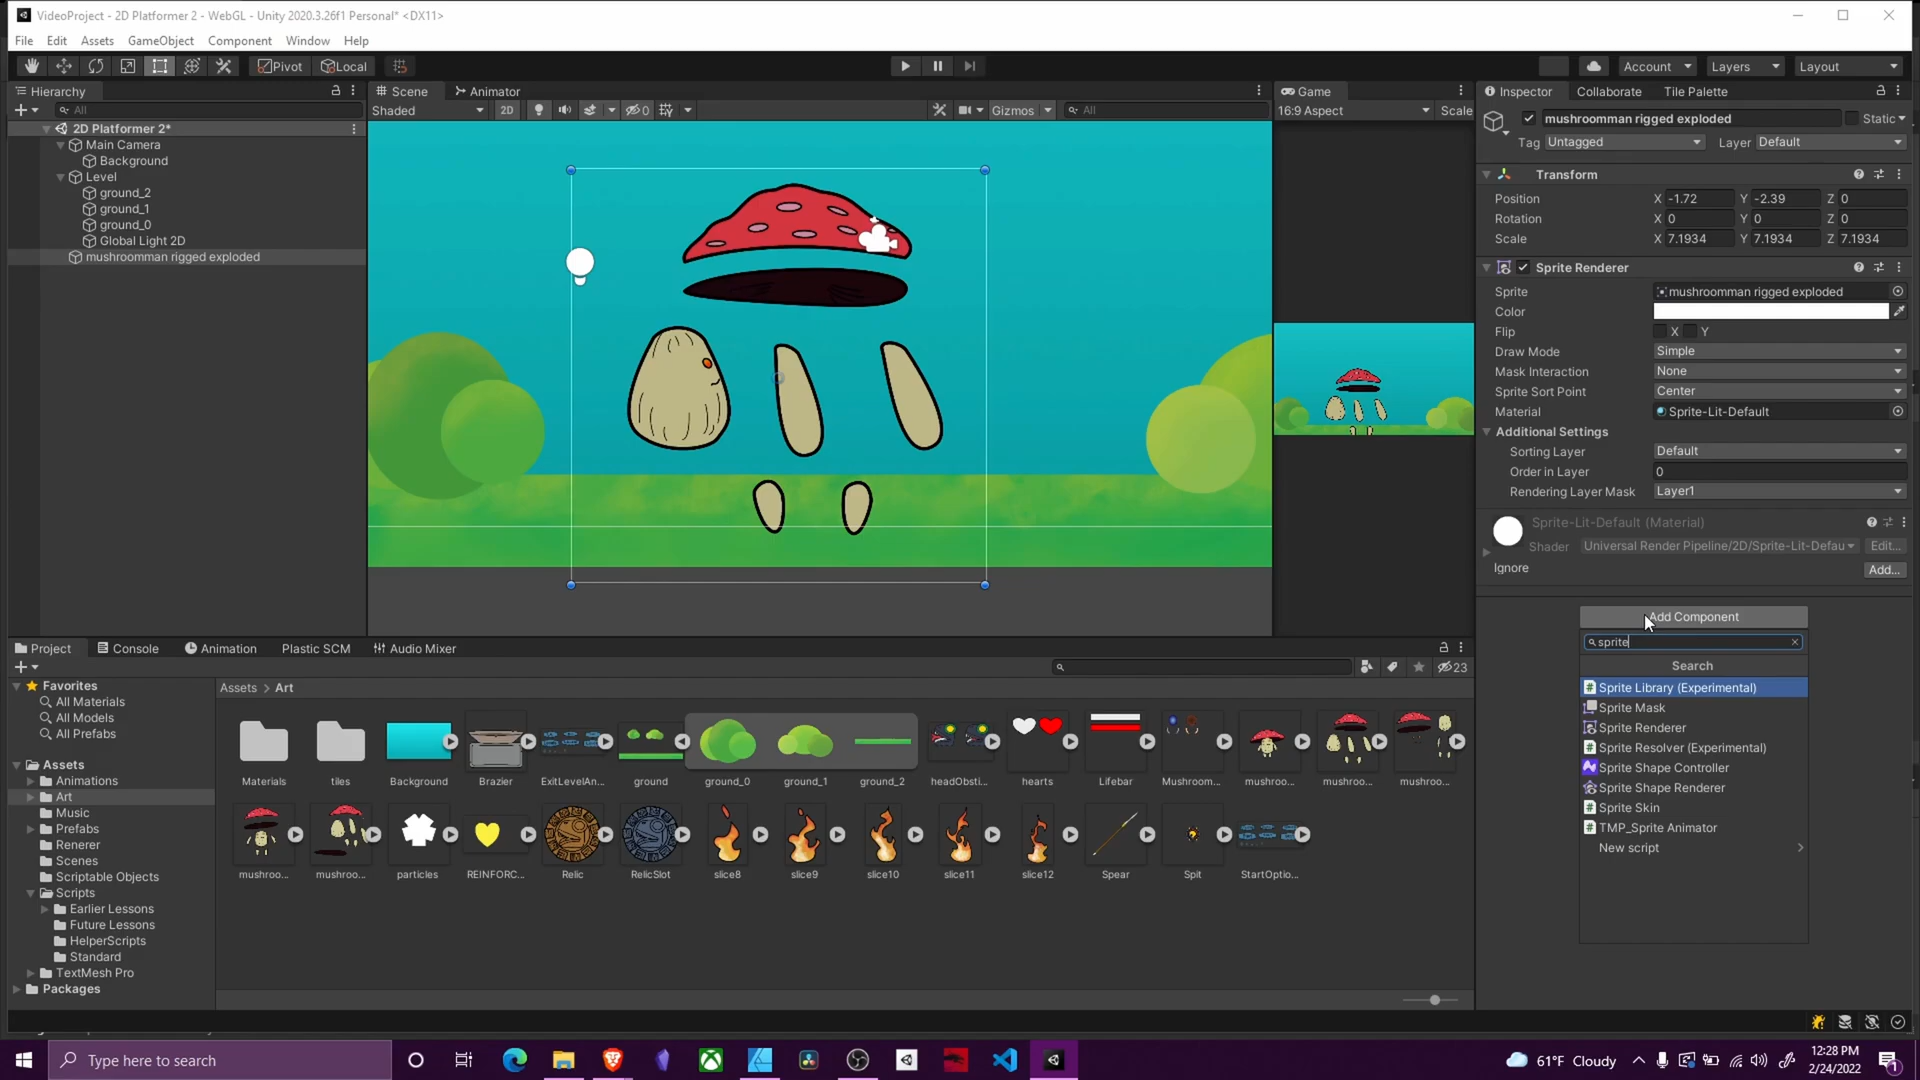 VideoProject - 2D Platformer 2 - WebGL - Unity 2020.3.26f1 Personal* <DX11>
File Edit Assets GameObject Component Window Help
Pivot Local Account Layers Layout
Hierarchy
All
2D Platformer 2*
Main Camera
Background
Level
ground_2
ground_1
ground_0
Global Light 2D
mushroomman rigged exploded
Scene Animator
Shaded 2D 0 Gizmos All
Game
16:9 Aspect Scale
Inspector Collaborate Tile Palette
mushroomman rigged exploded Static
Tag Untagged Layer Default
Transform
Position X -1.72 Y -2.39 Z 0
Rotation X 0 Y 0 Z 0
Scale X 7.1934 Y 7.1934 Z 7.1934
Sprite Renderer
Sprite mushroomman rigged exploded
Color
Flip X Y
Draw Mode Simple
Mask Interaction None
Sprite Sort Point Center
Material Sprite-Lit-Default
Additional Settings
Sorting Layer Default
Order in Layer 0
Rendering Layer Mask Layer1
Sprite-Lit-Default (Material)
Shader Universal Render Pipeline/2D/Sprite-Lit-Defau Edit...
Ignore Add...
Add Component
sprite
Search
Sprite Library (Experimental)
Sprite Mask
Sprite Renderer
Sprite Resolver (Experimental)
Sprite Shape Controller
Sprite Shape Renderer
Sprite Skin
TMP_Sprite Animator
New script
Project Console Animation Plastic SCM Audio Mixer
23
Favorites
All Materials
All Models
All Prefabs
Assets
Animations
Art
Music
Prefabs
Renerer
Scenes
Scriptable Objects
Scripts
Earlier Lessons
Future Lessons
HelperScripts
Standard
TextMesh Pro
Packages
Assets > Art
Materials tiles Background Brazier ExitLevelAn... ground ground_0 ground_1 ground_2 headObsti... hearts Lifebar Mushroom... mushroo... mushroo... mushroo...
mushroo... mushroo... particles REINFORC... Relic RelicSlot slice8 slice9 slice10 slice11 slice12 Spear Spit StartOptio...
Type here to search
61°F Cloudy
12:28 PM
2/24/2022
1